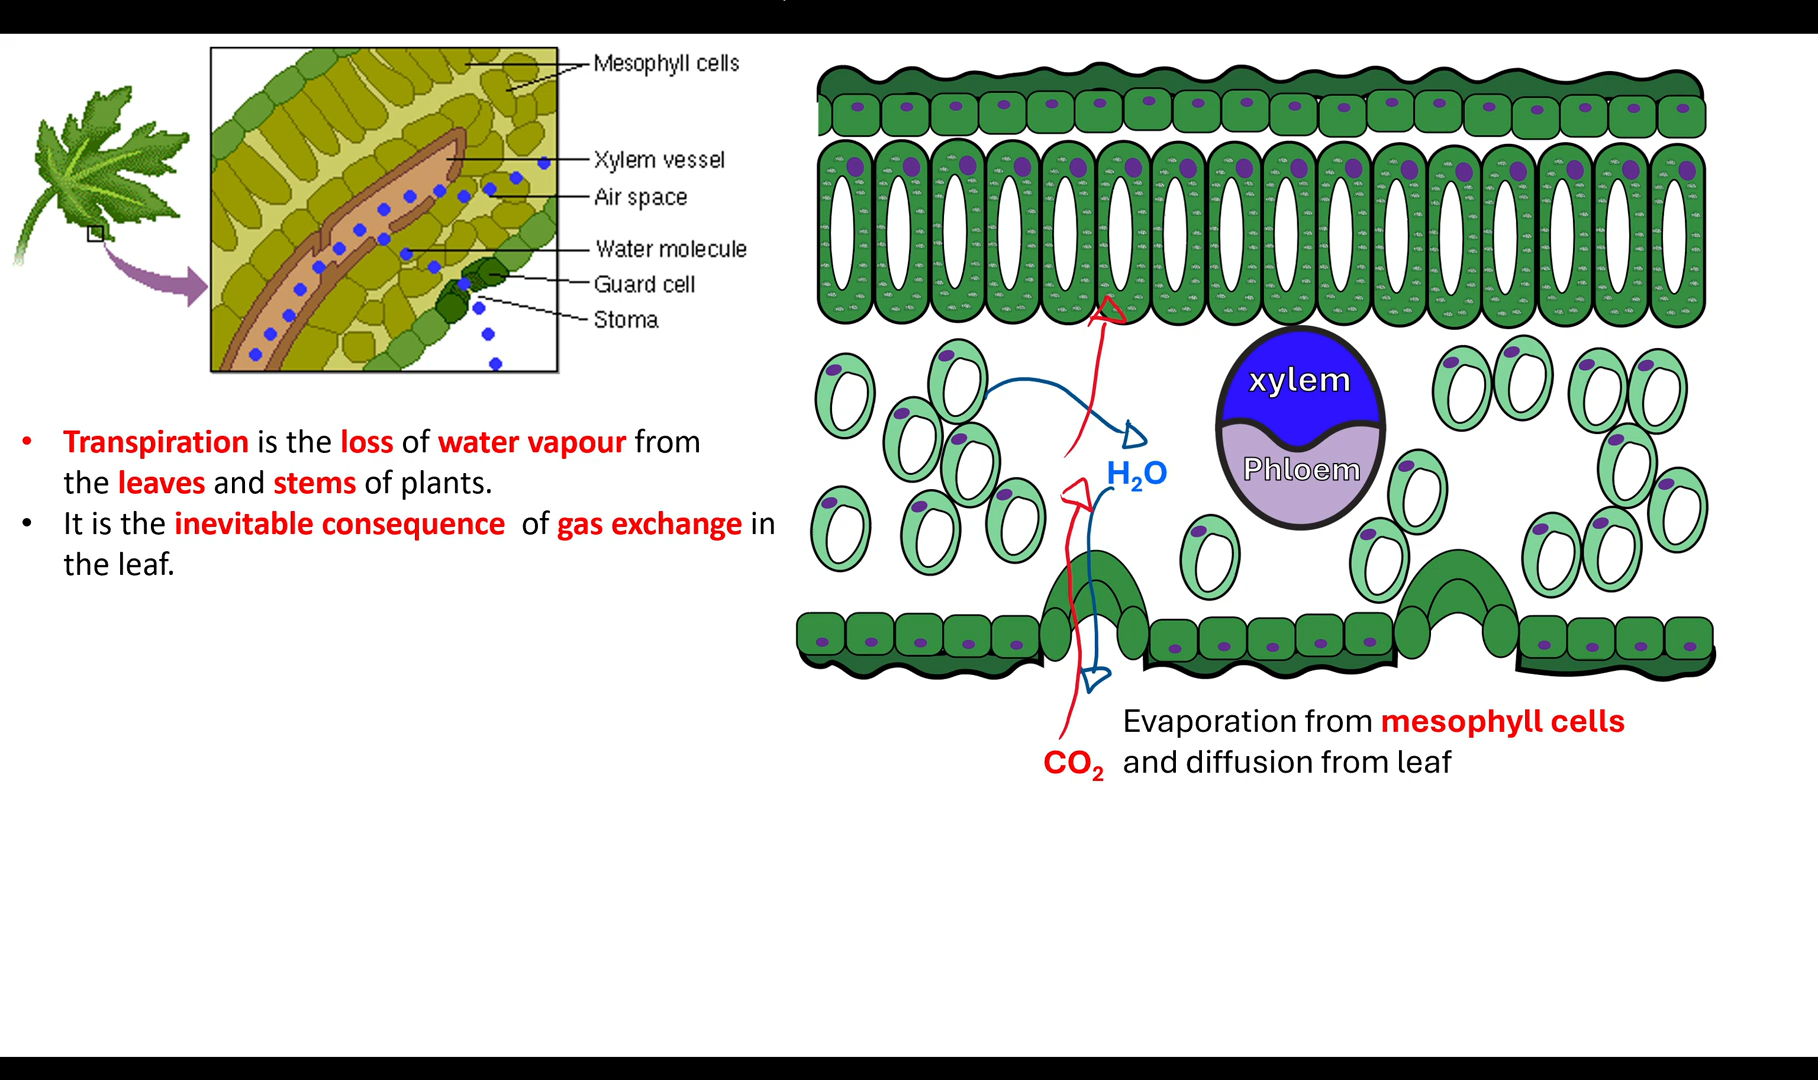 Mesophyll cells
Xylem vessel
Air space
Water molecule
Guard cell
Stoma
• Transpiration is the loss of water vapour from
the leaves and stems of plants.
• It is the inevitable consequence of gas exchange in
the leaf.
xylem
Phloem
H₂O
CO₂
Evaporation from mesophyll cells
and diffusion from leaf